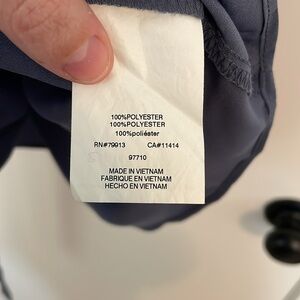 100%POLYESTER
100%POLYESTER
100%poliéster
RN#79913 CA#11414
97710
MADE IN VIETNAM
FABRIQUE EN VIETNAM
HECHO EN VIETNAM